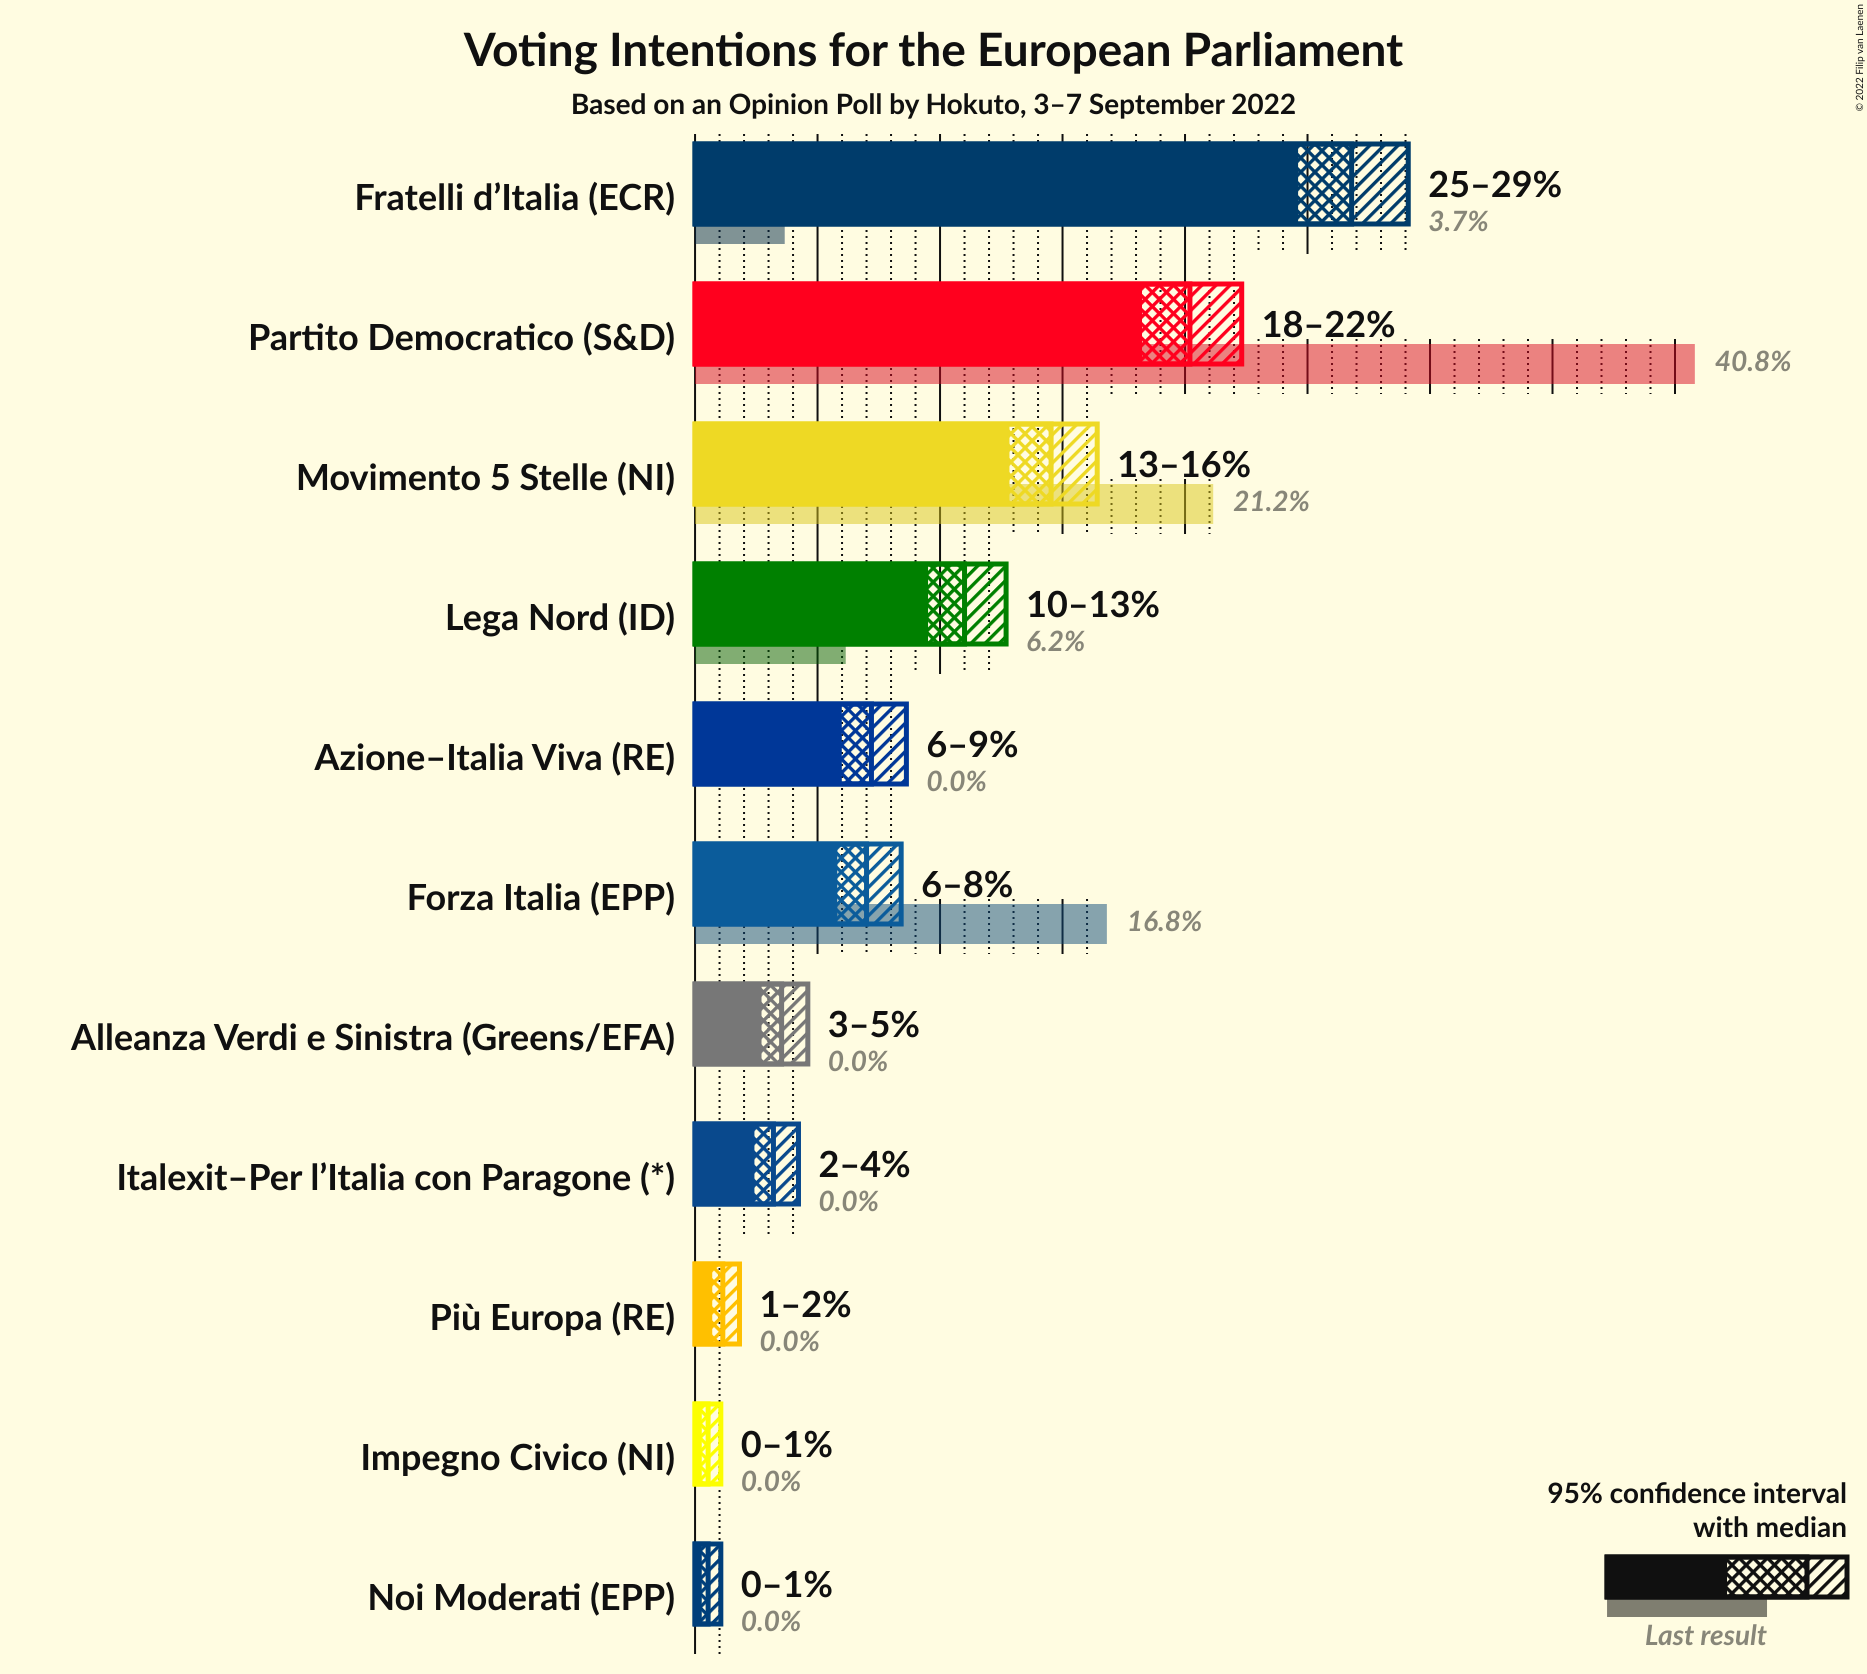 Voting Intentions for the European Parliament
Based on an Opinion Poll by Hokuto, 3–7 September 2022
© 2022 Filip van Laenen
Fratelli d’Italia (ECR)
25–29%
3.7%
Partito Democratico (S&D)
18–22%
40.8%
Movimento 5 Stelle (NI)
13–16%
21.2%
Lega Nord (ID)
10–13%
6.2%
Azione–Italia Viva (RE)
6–9%
0.0%
Forza Italia (EPP)
6–8%
16.8%
Alleanza Verdi e Sinistra (Greens/EFA)
3–5%
0.0%
Italexit–Per l’Italia con Paragone (*)
2–4%
0.0%
Più Europa (RE)
1–2%
0.0%
Impegno Civico (NI)
0–1%
0.0%
Noi Moderati (EPP)
0–1%
0.0%
95% confidence interval
with median
Last result